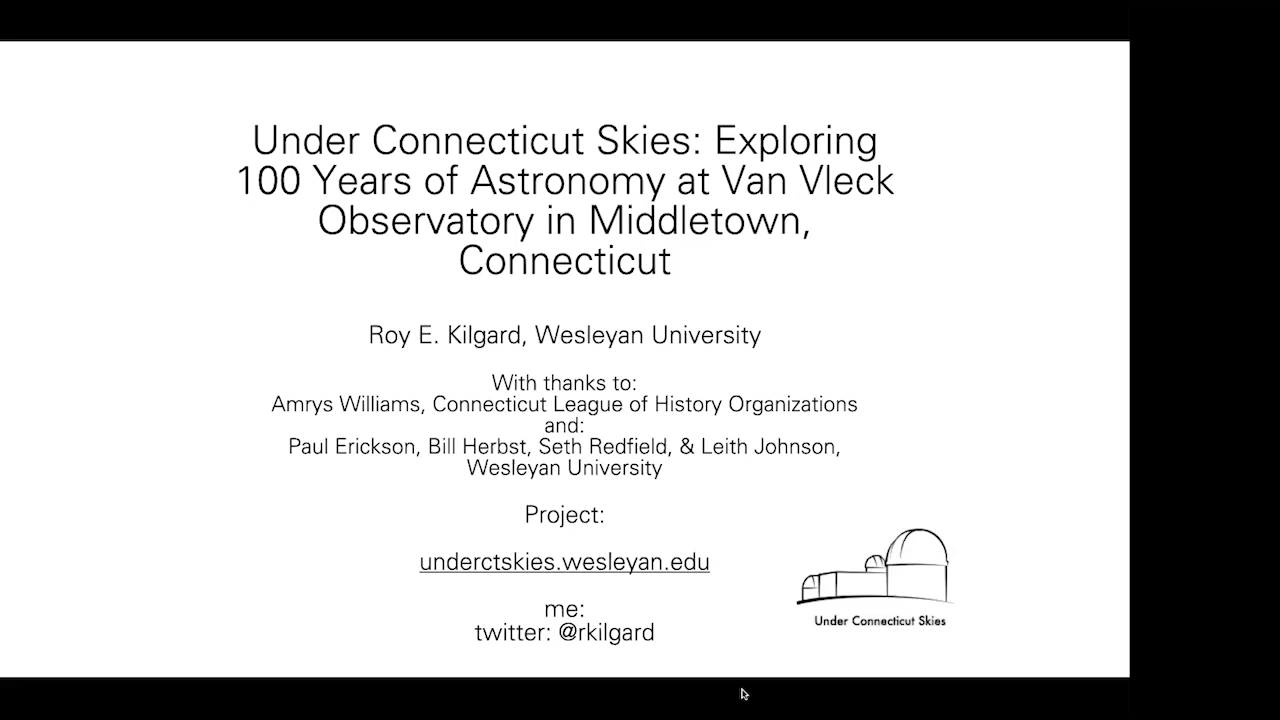 Under Connecticut Skies: Exploring
100 Years of Astronomy at Van Vleck
Observatory in Middletown,
Connecticut
Roy E. Kilgard, Wesleyan University
With thanks to:
Amrys Williams, Connecticut League of History Organizations
and:
Paul Erickson, Bill Herbst, Seth Redfield, & Leith Johnson,
Wesleyan University
Project:
underctskies.wesleyan.edu
me:
twitter: @rkilgard
Under Connecticut Skies